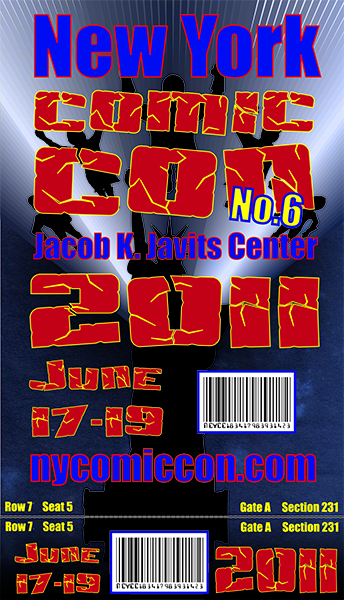 New York
COMIC
CON
No.6
Jacob K. Javits Center
2011
JUNE
17-19
nycomiccon.com
Row 7 Seat 5 Gate A Section 231
Row 7 Seat 5 Gate A Section 231
JUNE
17-19
2011